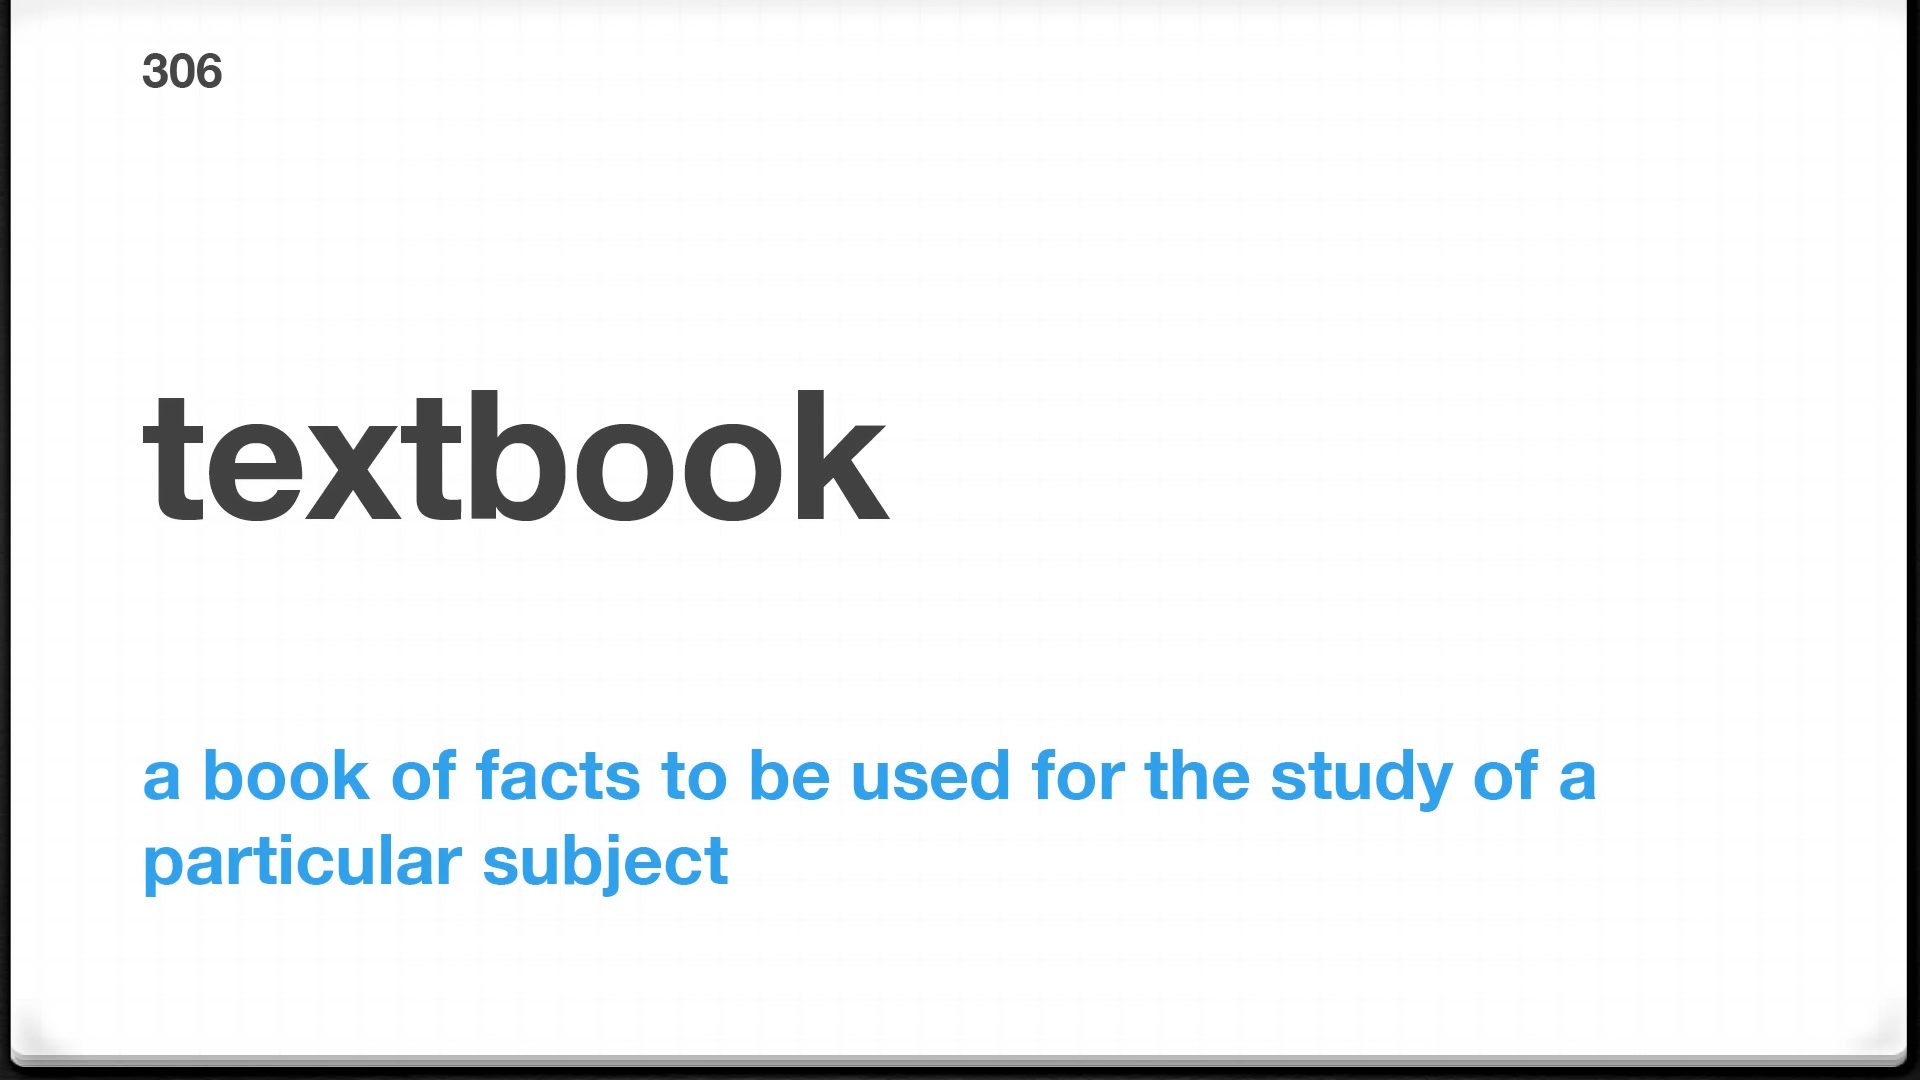 306
textbook
a book of facts to be used for the study of a
particular subject